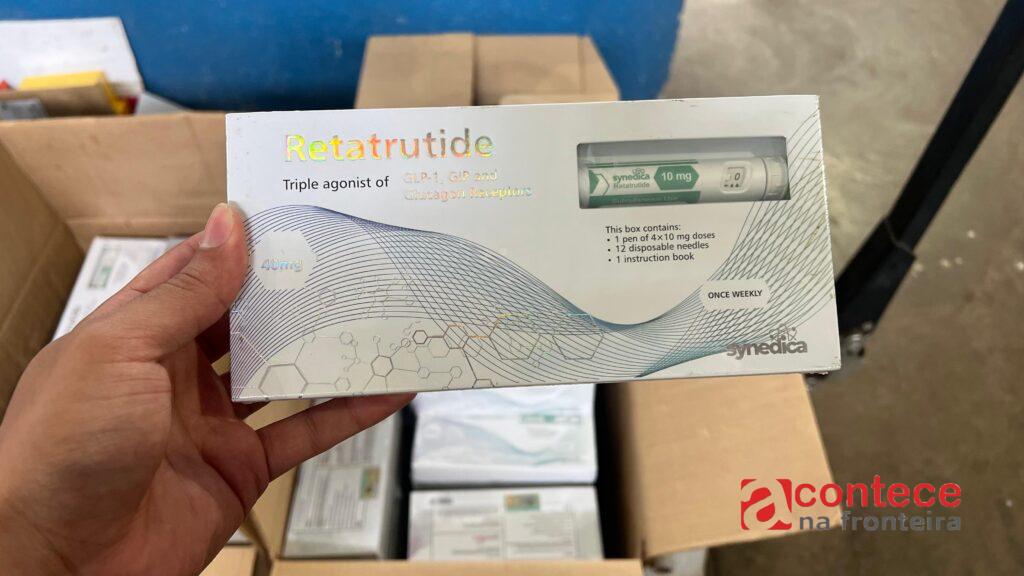 Retatrutide
Triple agonist of GLP-1, GIP and
Glutagon Receptors
40mg
synedica
Retatrutide
10 mg
This box contains:
• 1 pen of 4×10 mg doses
• 12 disposable needles
• 1 instruction book
ONCE WEEKLY
synedica
acontece
na fronteira